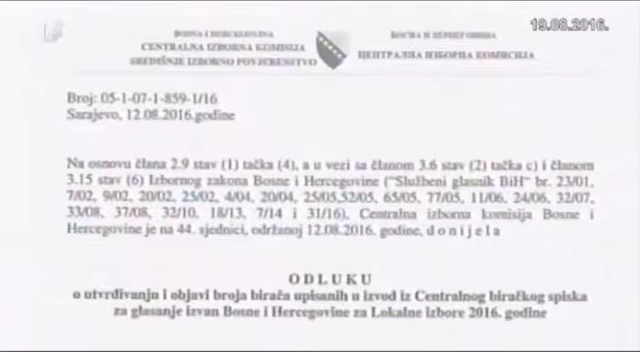 19.08.2016.
BOSNA I HERCEGOVINA
CENTRALNA IZBORNA KOMISIJA
SREDIŠNJE IZBORNO POVJERENSTVO
БОСНА И ХЕРЦЕГОВИНА
ЦЕНТРАЛНА ИЗБОРНА КОМИСИЈА
Broj: 05-1-07-1-859-1/16
Sarajevo, 12.08.2016.godine
Na osnovu člana 2.9 stav (1) tačka (4), a u vezi sa članom 3.6 stav (2) tačka c) i članom
3.15 stav (6) Izbornog zakona Bosne i Hercegovine ("Službeni glasnik BiH" br. 23/01,
7/02, 9/02, 20/02, 25/02, 4/04, 20/04, 25/05,52/05, 65/05, 77/05, 11/06, 24/06, 32/07,
33/08, 37/08, 32/10, 18/13, 7/14 i 31/16), Centralna izborna komisija Bosne i
Hercegovine je na 44. sjednici, održanoj 12.08.2016. godine, d o n i j e l a
O D L U K U
o utvrđivanju i objavi broja birača upisanih u izvod iz Centralnog biračkog spiska
za glasanje izvan Bosne i Hercegovine za Lokalne izbore 2016. godine